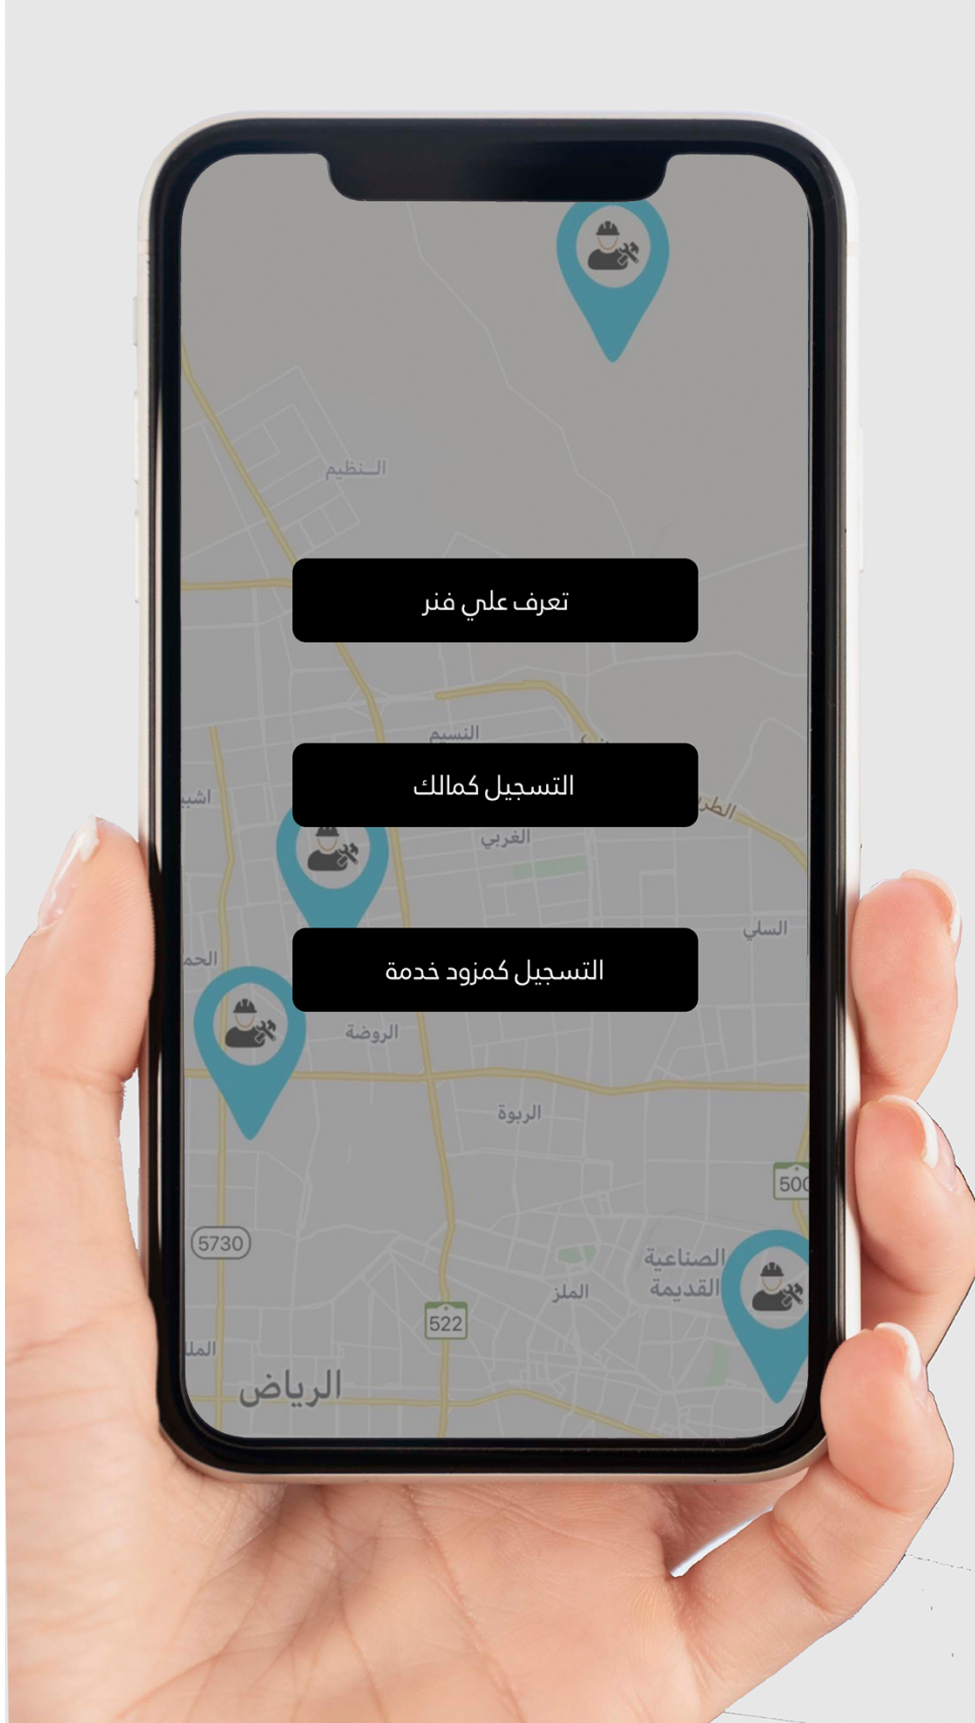 النظيم
تعرف علي فنر
النسيم
التسجيل كمالك
الغربي
السلي
التسجيل كمزود خدمة
الروضة
الربوة
500
5730
الصناعية
القديمة
الملز
522
الرياض